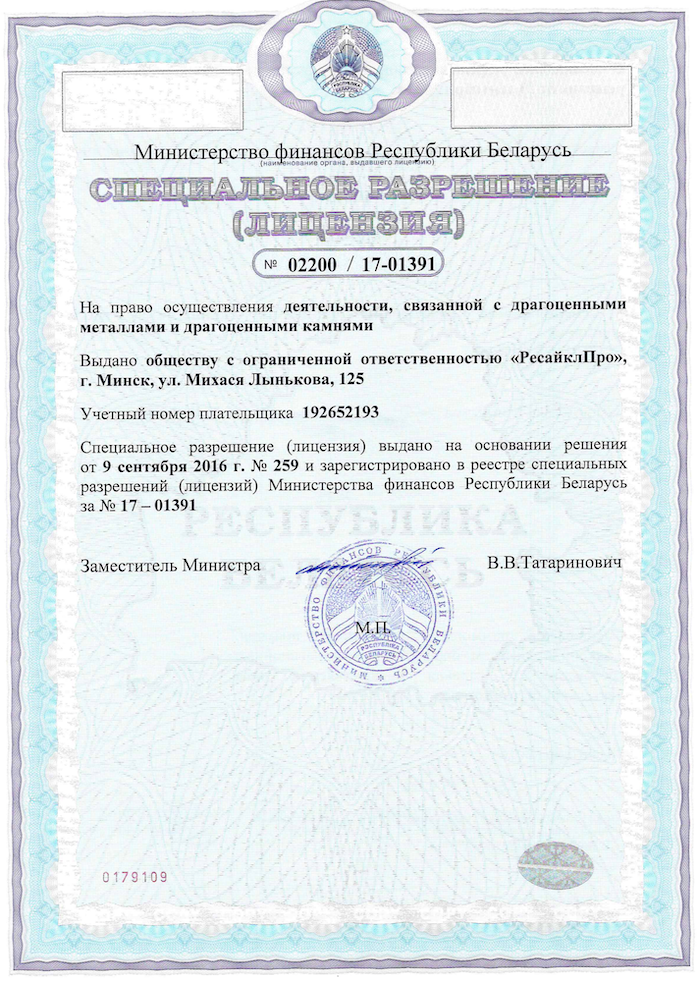 РЭСПУБЛІКА
БЕЛАРУСЬ
Министерство финансов Республики Беларусь
(наименование органа, выдавшего лицензию)
СПЕЦИАЛЬНОЕ РАЗРЕШЕНИЕ
(ЛИЦЕНЗИЯ)
№ 02200 / 17-01391
На право осуществления деятельности, связанной с драгоценными
металлами и драгоценными камнями
Выдано обществу с ограниченной ответственностью «РесайклПро»,
г. Минск, ул. Михася Лынькова, 125
Учетный номер плательщика 192652193
Специальное разрешение (лицензия) выдано на основании решения
от 9 сентября 2016 г. № 259 и зарегистрировано в реестре специальных
разрешений (лицензий) Министерства финансов Республики Беларусь
за № 17 – 01391
РЕСПУБЛИКА
БЕЛАРУСЬ
Заместитель Министра В.В.Татаринович
МИНИСТЕРСТВО ФИНАНСОВ РЕСПУБЛИКИ БЕЛАРУСЬ
М.П.
РЭСПУБЛІКА
БЕЛАРУСЬ
0179109